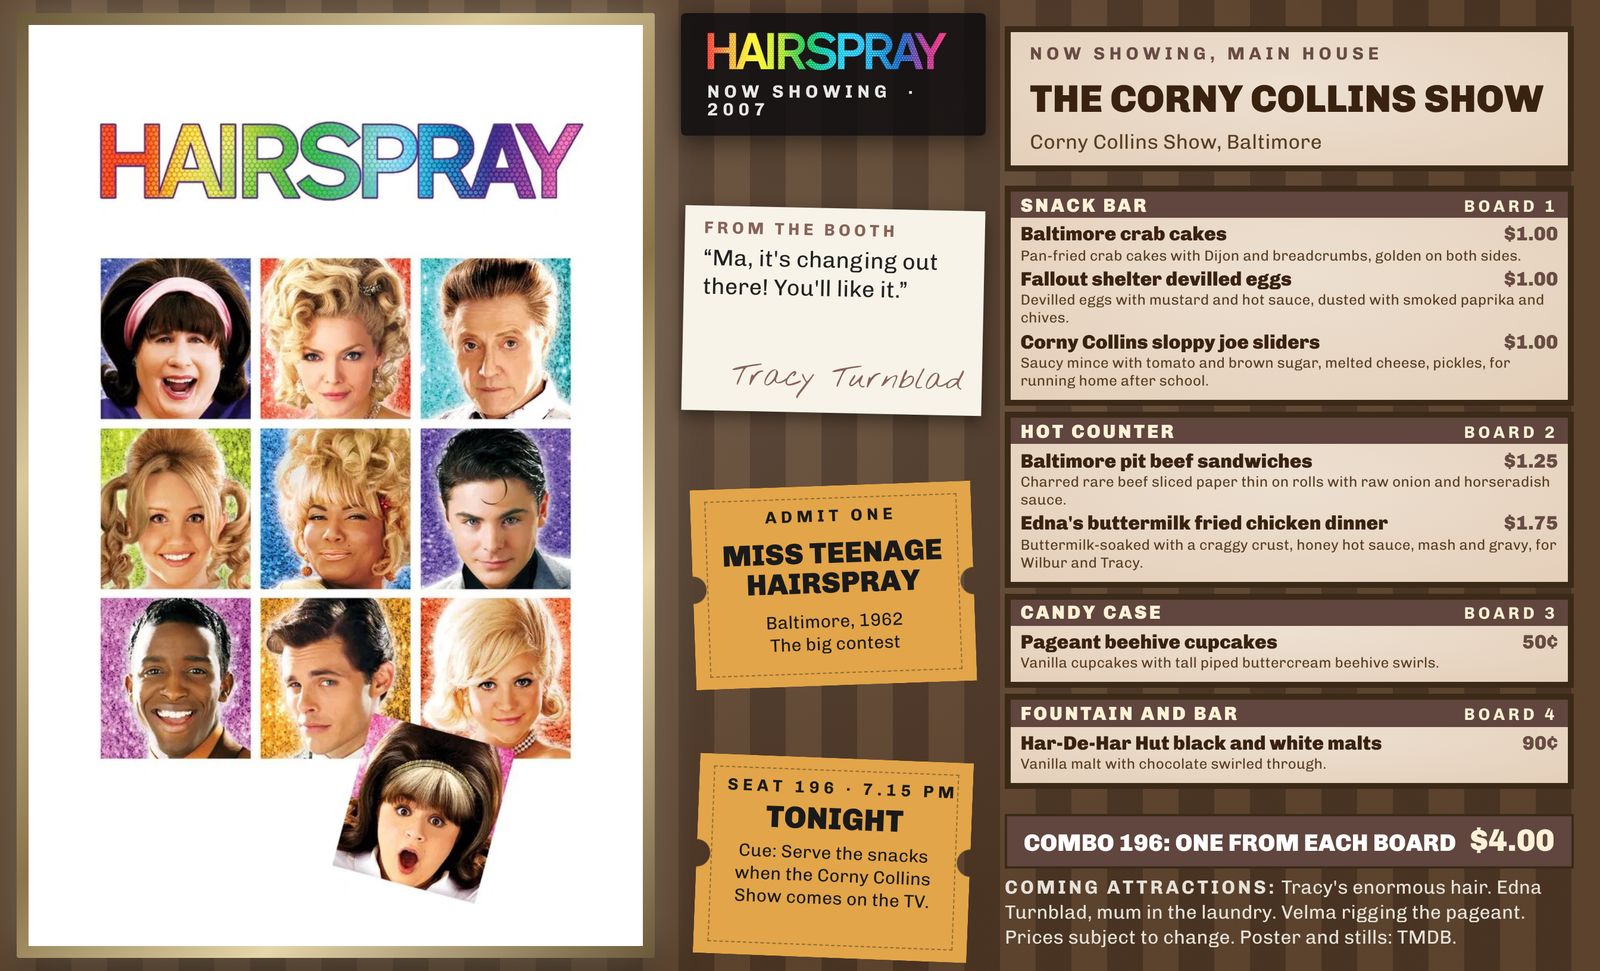 HAIRSPRAY
HAIRSPRAY
NOW SHOWING ·
2007
FROM THE BOOTH
“Ma, it's changing out
there! You'll like it.”
Tracy Turnblad
ADMIT ONE
MISS TEENAGE
HAIRSPRAY
Baltimore, 1962
The big contest
SEAT 196 · 7.15 PM
TONIGHT
Cue: Serve the snacks
when the Corny Collins
Show comes on the TV.
NOW SHOWING, MAIN HOUSE
THE CORNY COLLINS SHOW
Corny Collins Show, Baltimore
SNACK BAR BOARD 1
Baltimore crab cakes $1.00
Pan-fried crab cakes with Dijon and breadcrumbs, golden on both sides.
Fallout shelter devilled eggs $1.00
Devilled eggs with mustard and hot sauce, dusted with smoked paprika and
chives.
Corny Collins sloppy joe sliders $1.00
Saucy mince with tomato and brown sugar, melted cheese, pickles, for
running home after school.
HOT COUNTER BOARD 2
Baltimore pit beef sandwiches $1.25
Charred rare beef sliced paper thin on rolls with raw onion and horseradish
sauce.
Edna's buttermilk fried chicken dinner $1.75
Buttermilk-soaked with a craggy crust, honey hot sauce, mash and gravy, for
Wilbur and Tracy.
CANDY CASE BOARD 3
Pageant beehive cupcakes 50¢
Vanilla cupcakes with tall piped buttercream beehive swirls.
FOUNTAIN AND BAR BOARD 4
Har-De-Har Hut black and white malts 90¢
Vanilla malt with chocolate swirled through.
COMBO 196: ONE FROM EACH BOARD $4.00
COMING ATTRACTIONS: Tracy's enormous hair. Edna
Turnblad, mum in the laundry. Velma rigging the pageant.
Prices subject to change. Poster and stills: TMDB.